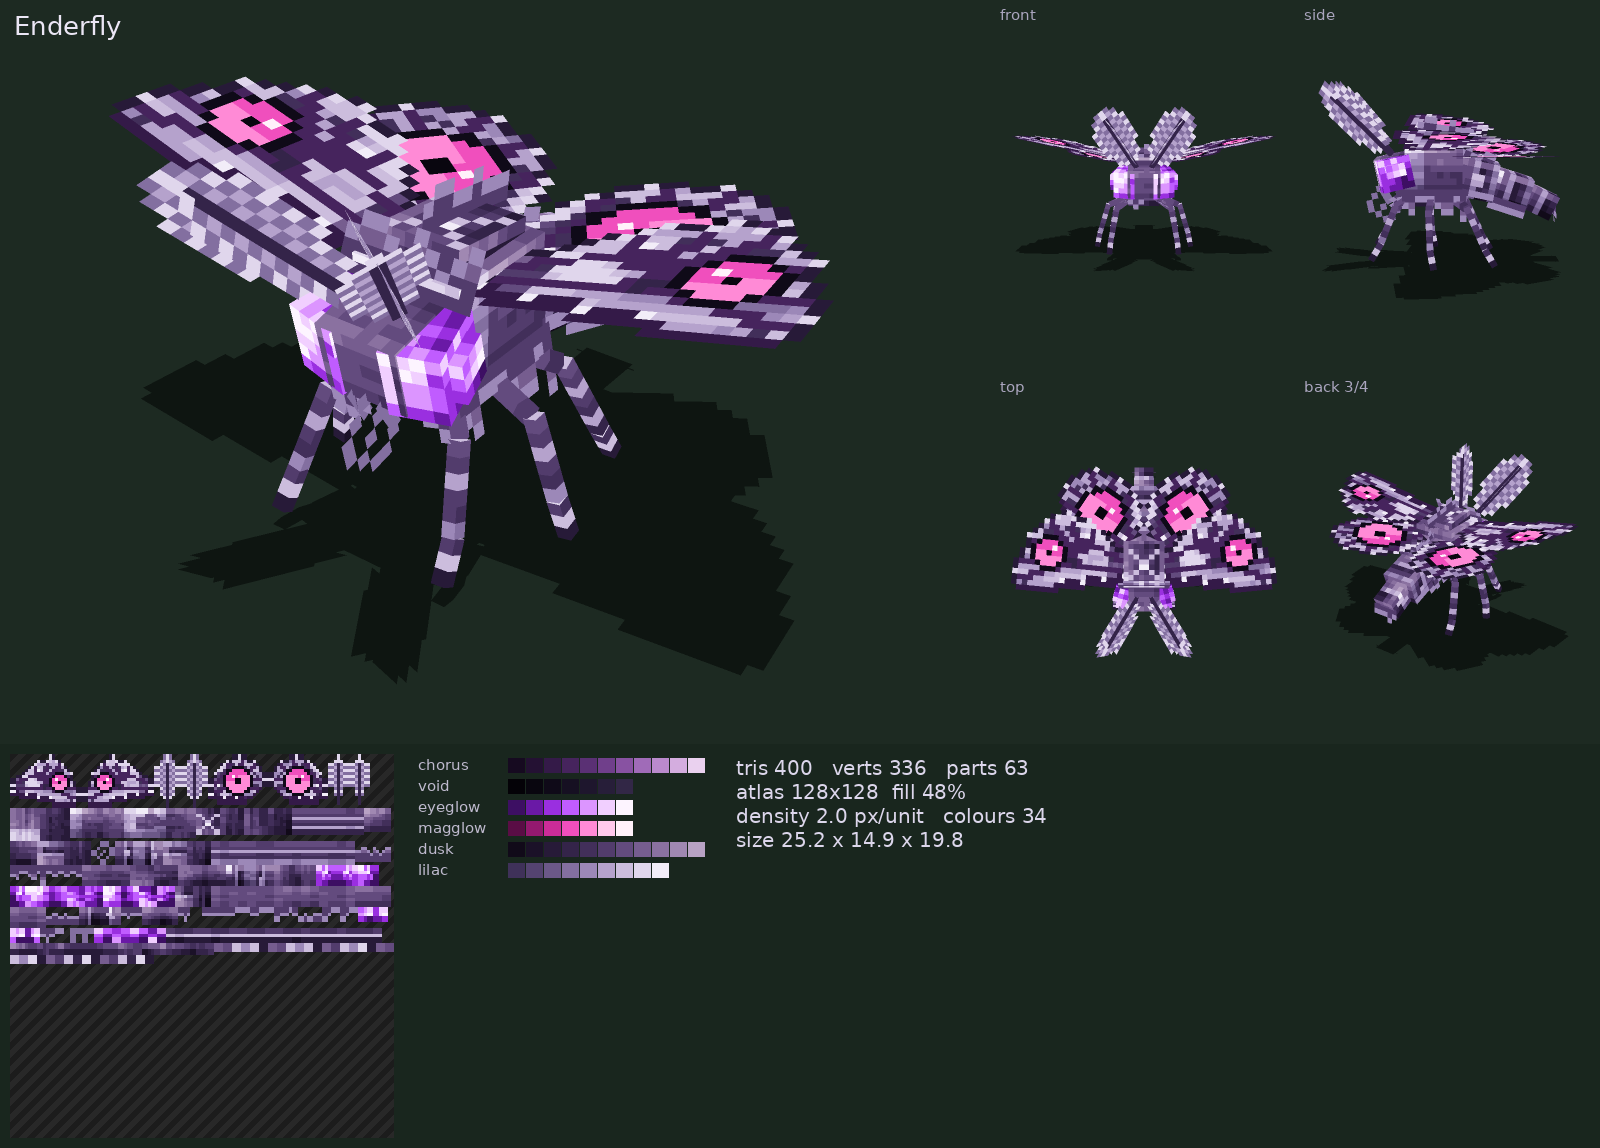 Enderfly
front
side
top
back 3/4
chorus
void
eyeglow
magglow
dusk
lilac
tris 400   verts 336   parts 63
atlas 128x128  fill 48%
density 2.0 px/unit   colours 34
size 25.2 x 14.9 x 19.8